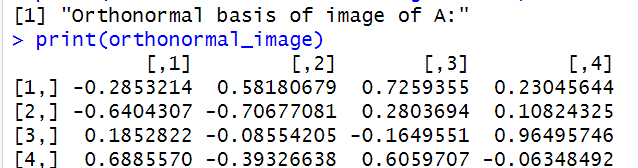 [1] "Orthonormal basis of image of A:"
> print(orthonormal_image)
[,1] [,2] [,3] [,4]
[1,] -0.2853214 0.58180679 0.7259355 0.23045644
[2,] -0.6404307 -0.70677081 0.2803694 0.10824325
[3,] 0.1852822 -0.08554205 -0.1649551 0.96495746
[4,] 0.6885570 -0.39326638 0.6059707 -0.06348492